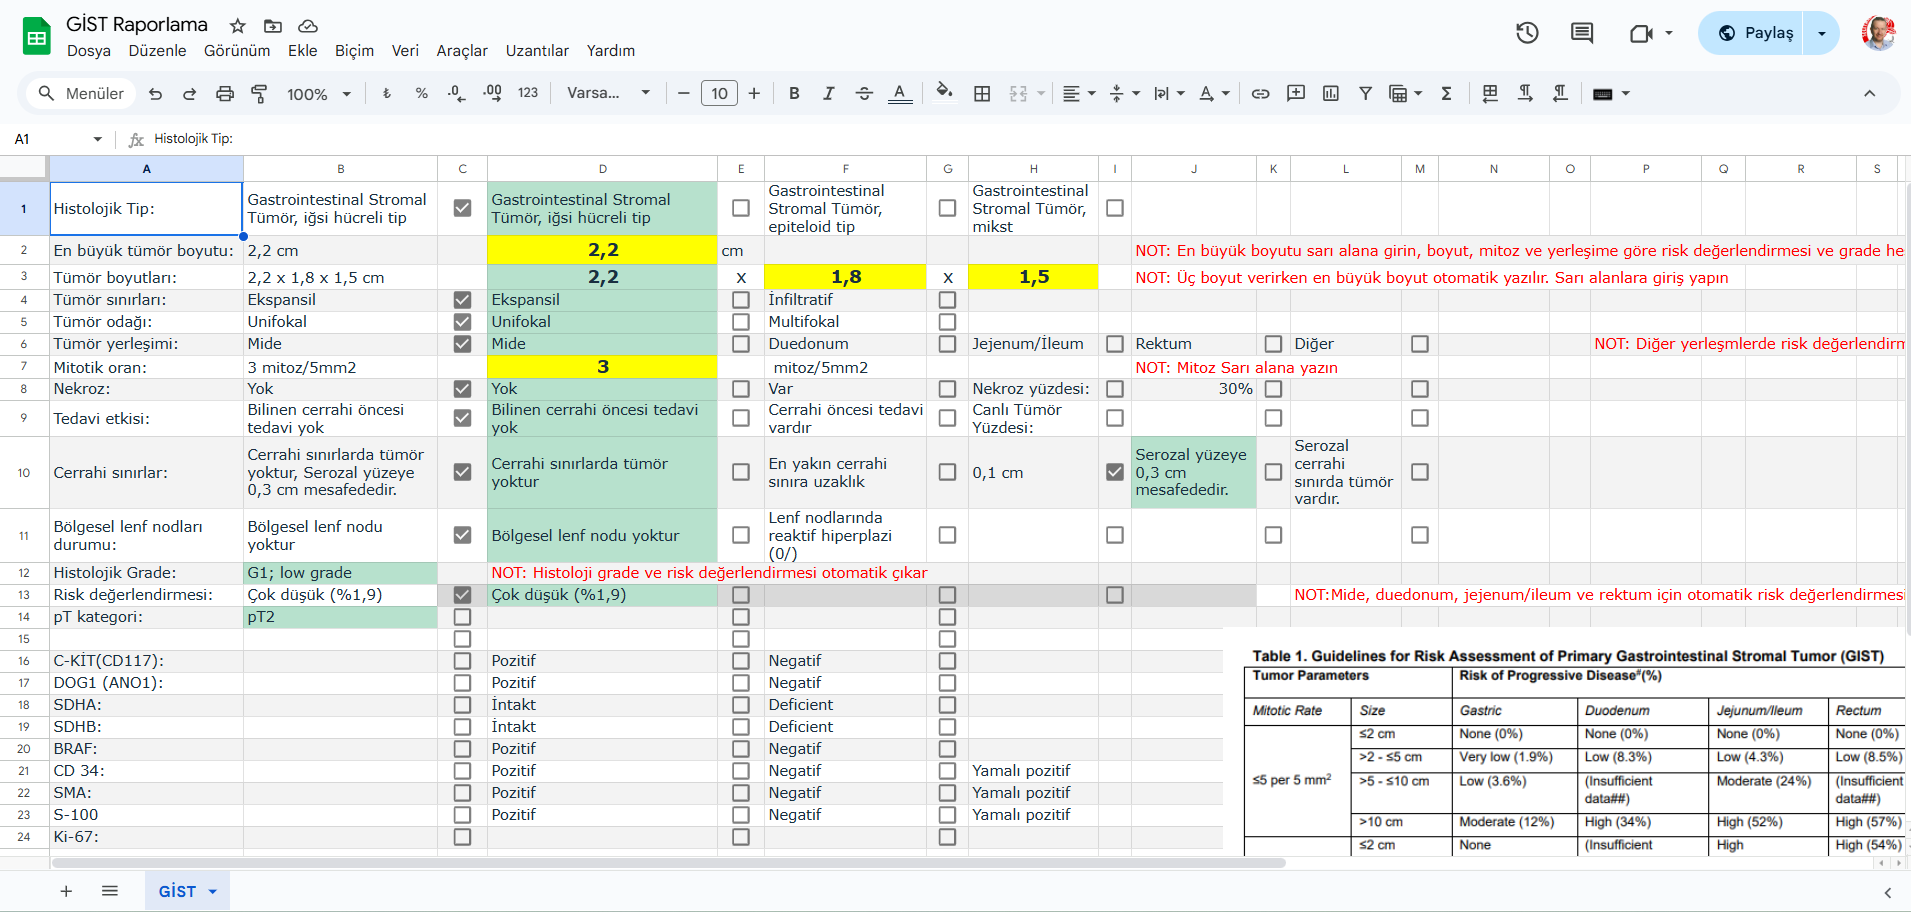 GİST Raporlama
Dosya Düzenle Görünüm Ekle Biçim Veri Araçlar Uzantılar Yardım
Paylaş
Menüler 100% ₺ % .0 .00 123 Varsa... 10 B I A A Σ
A1 fx Histolojik Tip:
A B C D E F G H I J K L M N O P Q R S
1 Histolojik Tip: Gastrointestinal Stromal Tümör, iğsi hücreli tip Gastrointestinal Stromal Tümör, iğsi hücreli tip Gastrointestinal Stromal Tümör, epiteloid tip Gastrointestinal Stromal Tümör, mikst
2 En büyük tümör boyutu: 2,2 cm 2,2 cm NOT: En büyük boyutu sarı alana girin, boyut, mitoz ve yerleşime göre risk değerlendirmesi ve grade he
3 Tümör boyutları: 2,2 x 1,8 x 1,5 cm 2,2 x 1,8 x 1,5 NOT: Üç boyut verirken en büyük boyut otomatik yazılır. Sarı alanlara giriş yapın
4 Tümör sınırları: Ekspansil Ekspansil İnfiltratif
5 Tümör odağı: Unifokal Unifokal Multifokal
6 Tümör yerleşimi: Mide Mide Duedonum Jejenum/İleum Rektum Diğer NOT: Diğer yerleşmlerde risk değerlendirm
7 Mitotik oran: 3 mitoz/5mm2 3 mitoz/5mm2 NOT: Mitoz Sarı alana yazın
8 Nekroz: Yok Yok Var Nekroz yüzdesi: 30%
9 Tedavi etkisi: Bilinen cerrahi öncesi tedavi yok Bilinen cerrahi öncesi tedavi yok Cerrahi öncesi tedavi vardır Canlı Tümör Yüzdesi:
10 Cerrahi sınırlar: Cerrahi sınırlarda tümör yoktur, Serozal yüzeye 0,3 cm mesafededir. Cerrahi sınırlarda tümör yoktur En yakın cerrahi sınıra uzaklık 0,1 cm Serozal yüzeye 0,3 cm mesafededir. Serozal cerrahi sınırda tümör vardır.
11 Bölgesel lenf nodları durumu: Bölgesel lenf nodu yoktur Bölgesel lenf nodu yoktur Lenf nodlarında reaktif hiperplazi (0/)
12 Histolojik Grade: G1; low grade NOT: Histoloji grade ve risk değerlendirmesi otomatik çıkar
13 Risk değerlendirmesi: Çok düşük (%1,9) Çok düşük (%1,9) NOT:Mide, duedonum, jejenum/ileum ve rektum için otomatik risk değerlendirmesi
14 pT kategori: pT2
15
16 C-KİT(CD117): Pozitif Negatif
17 DOG1 (ANO1): Pozitif Negatif
18 SDHA: İntakt Deficient
19 SDHB: İntakt Deficient
20 BRAF: Pozitif Negatif
21 CD 34: Pozitif Negatif Yamalı pozitif
22 SMA: Pozitif Negatif Yamalı pozitif
23 S-100 Pozitif Negatif Yamalı pozitif
24 Ki-67:
Table 1. Guidelines for Risk Assessment of Primary Gastrointestinal Stromal Tumor (GIST)
Tumor Parameters Risk of Progressive Disease#(%)
Mitotic Rate Size Gastric Duodenum Jejunum/Ileum Rectum
≤5 per 5 mm2 ≤2 cm None (0%) None (0%) None (0%) None (0%)
>2 - ≤5 cm Very low (1.9%) Low (8.3%) Low (4.3%) Low (8.5%)
>5 - ≤10 cm Low (3.6%) (Insufficient data##) Moderate (24%) (Insufficient data##)
>10 cm Moderate (12%) High (34%) High (52%) High (57%)
≤2 cm None (Insufficient High High (54%)
GİST